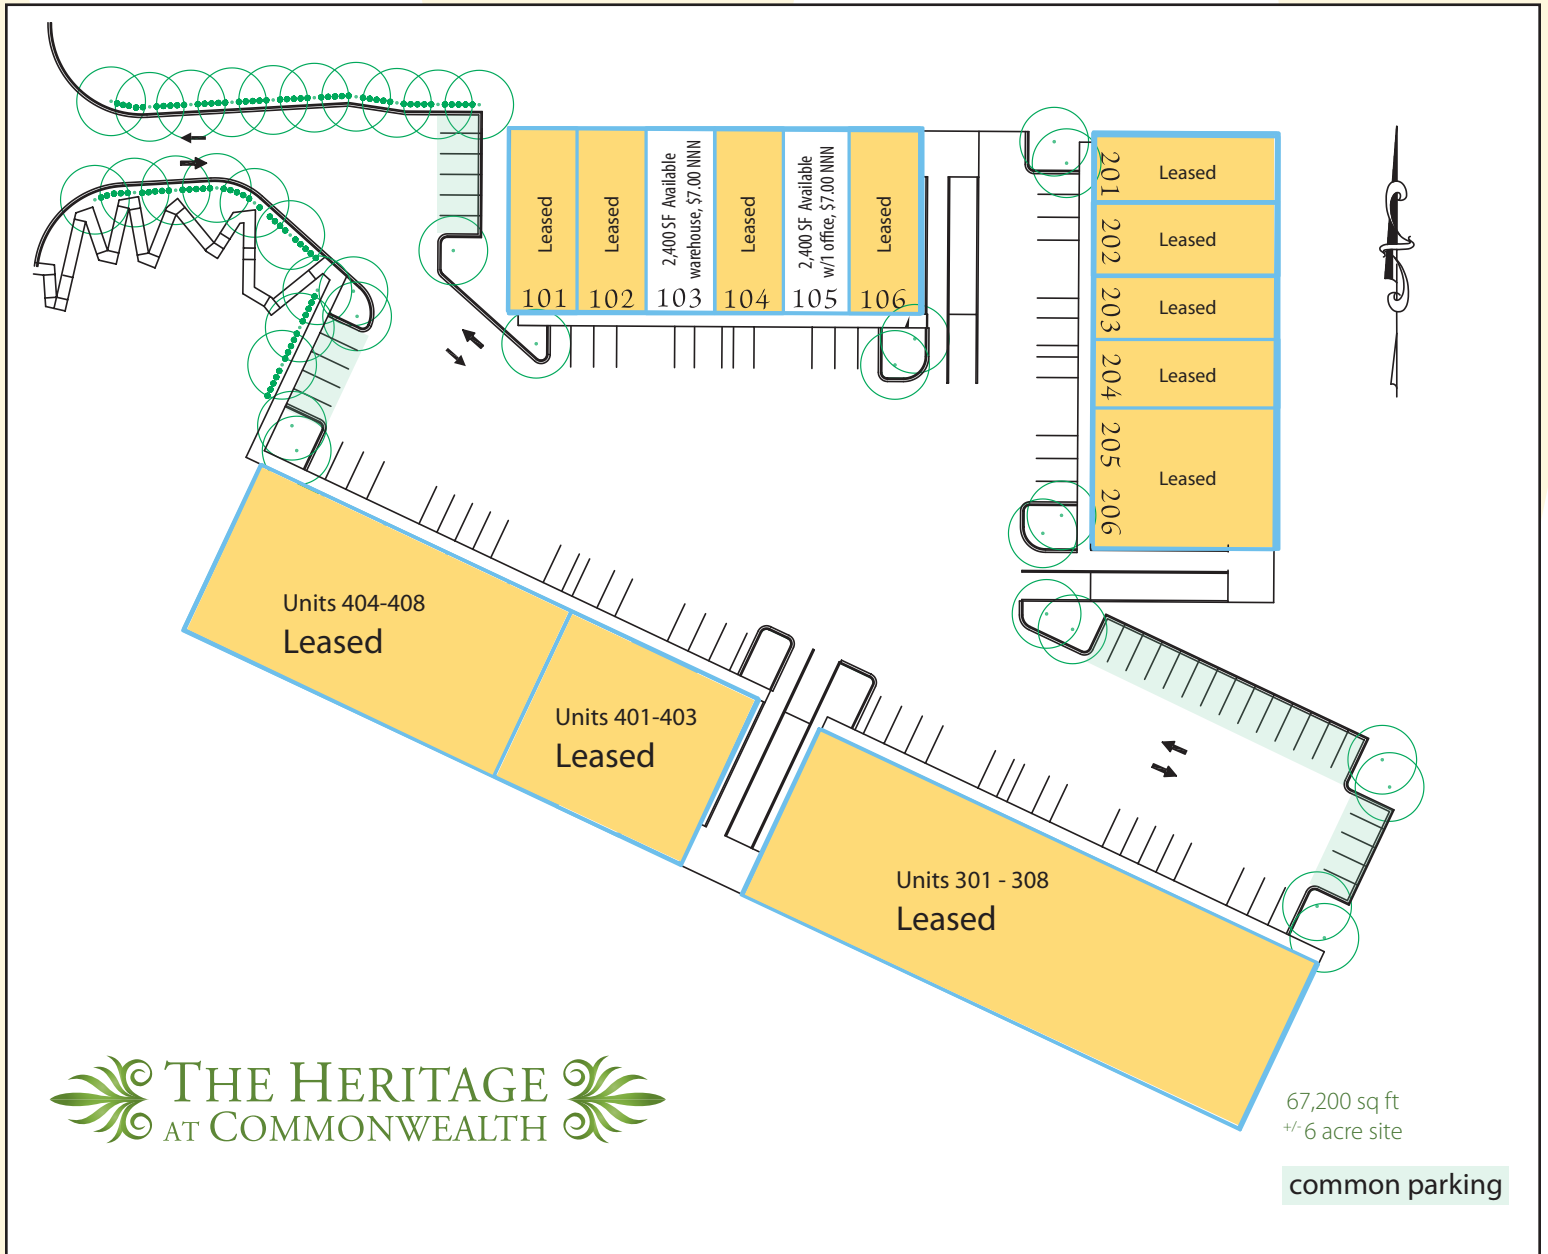 Leased
101
Leased
102
2,400 SF Available
warehouse, $7.00 NNN
103
Leased
104
2,400 SF Available
w/1 office, $7.00 NNN
105
Leased
106
201
Leased
202
Leased
203
Leased
204
Leased
205
206
Leased
Units 404-408
Leased
Units 401-403
Leased
Units 301 - 308
Leased
THE HERITAGE
AT COMMONWEALTH
67,200 sq ft
+/- 6 acre site
common parking